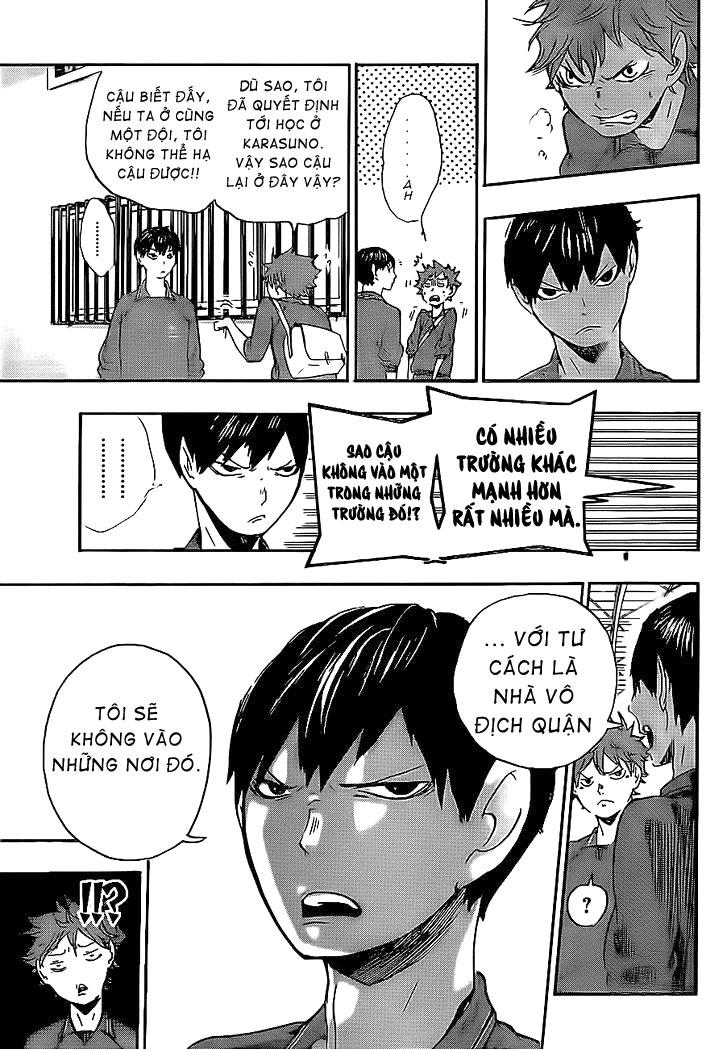 . . . . . . . ÀH
DÙ SAO, TÔI
ĐÃ QUYẾT ĐỊNH
TỚI HỌC Ở
KARASUNO.
VẬY SAO CẬU
LẠI Ở ĐÂY VẬY?
CẬU BIẾT ĐẤY,
NẾU TA Ở CÙNG
MỘT ĐỘI, TÔI
KHÔNG THỂ HẠ
CẬU ĐƯỢC!!
........
CÓ NHIỀU
TRƯỜNG KHÁC
MẠNH HƠN
RẤT NHIỀU MÀ.
SAO CẬU
KHÔNG VÀO MỘT
TRONG NHỮNG
TRƯỜNG ĐÓ!?
........
... VỚI TƯ
CÁCH LÀ
NHÀ VÔ
ĐỊCH QUẬN
?
TÔI SẼ
KHÔNG VÀO
NHỮNG NƠI ĐÓ.
!!?